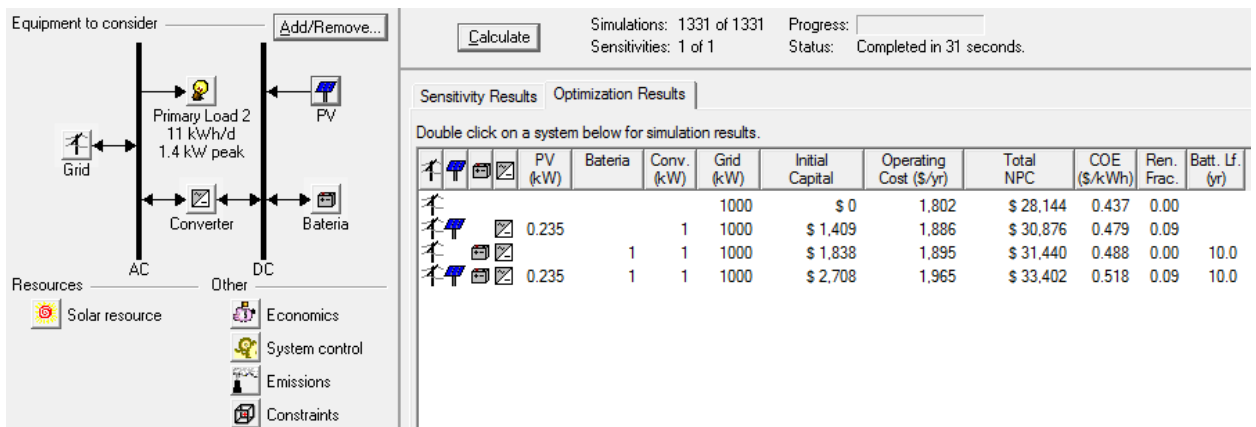 Equipment to consider
Add/Remove...
Primary Load 2
11 kWh/d
1.4 kW peak
PV
Grid
Converter
Bateria
AC
DC
Resources
Other
Solar resource
Economics
System control
Emissions
Constraints
Calculate
Simulations: 1331 of 1331
Progress:
Sensitivities: 1 of 1
Status: Completed in 31 seconds.
Sensitivity Results
Optimization Results
Double click on a system below for simulation results.
PV (kW) Bateria Conv. (kW) Grid (kW) Initial Capital Operating Cost ($/yr) Total NPC COE ($/kWh) Ren. Frac. Batt. Lf. (yr)
1000 $ 0 1,802 $ 28,144 0.437 0.00
0.235 1 1000 $ 1,409 1,886 $ 30,876 0.479 0.09
1 1 1000 $ 1,838 1,895 $ 31,440 0.488 0.00 10.0
0.235 1 1 1000 $ 2,708 1,965 $ 33,402 0.518 0.09 10.0